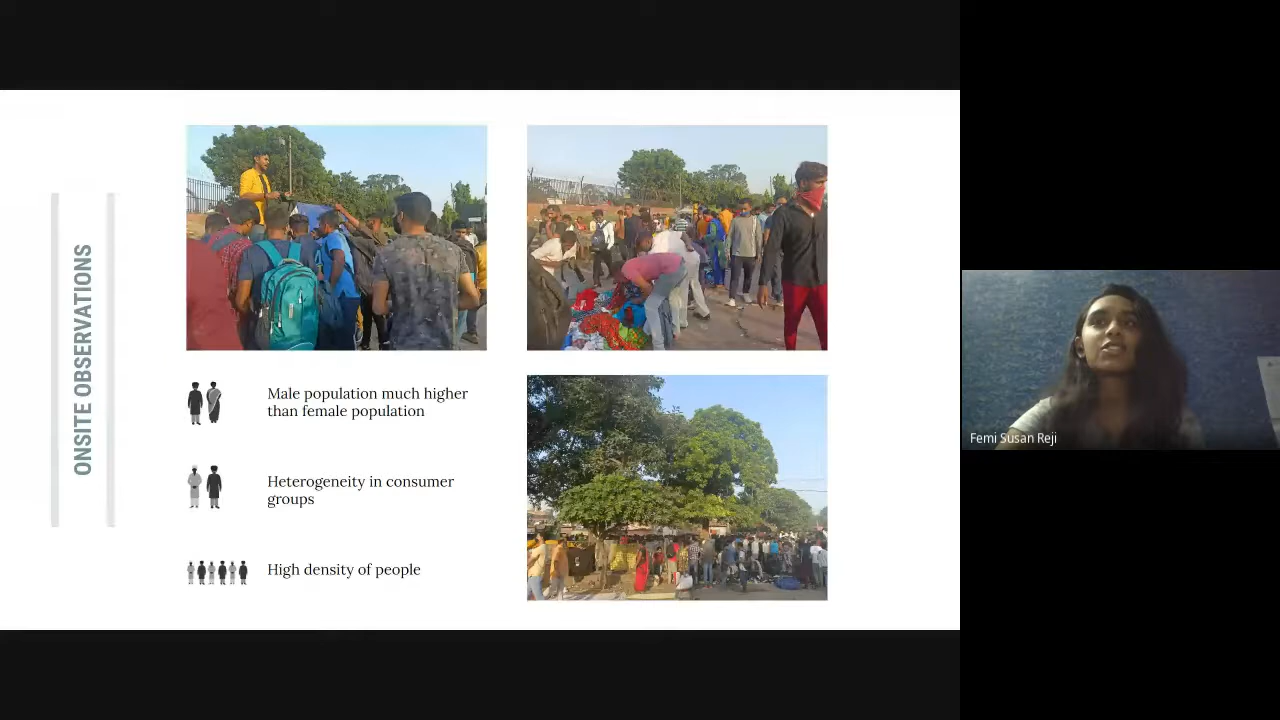 ONSITE OBSERVATIONS
Male population much higher
than female population
Heterogeneity in consumer
groups
High density of people
Femi Susan Reji